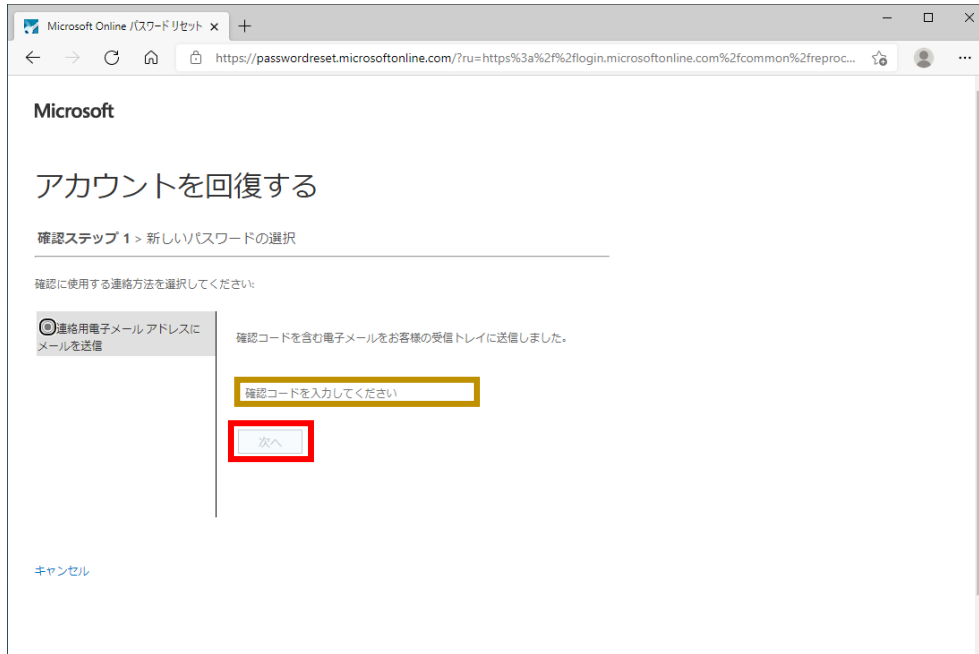 Microsoft Online パスワード リセット
https://passwordreset.microsoftonline.com/?ru=https%3a%2f%2flogin.microsoftonline.com%2fcommon%2freproc...
Microsoft
アカウントを回復する
確認ステップ 1 > 新しいパスワードの選択
確認に使用する連絡方法を選択してください:
連絡用電子メール アドレスに
メールを送信
確認コードを含む電子メールをお客様の受信トレイに送信しました。
確認コードを入力してください
次へ
キャンセル